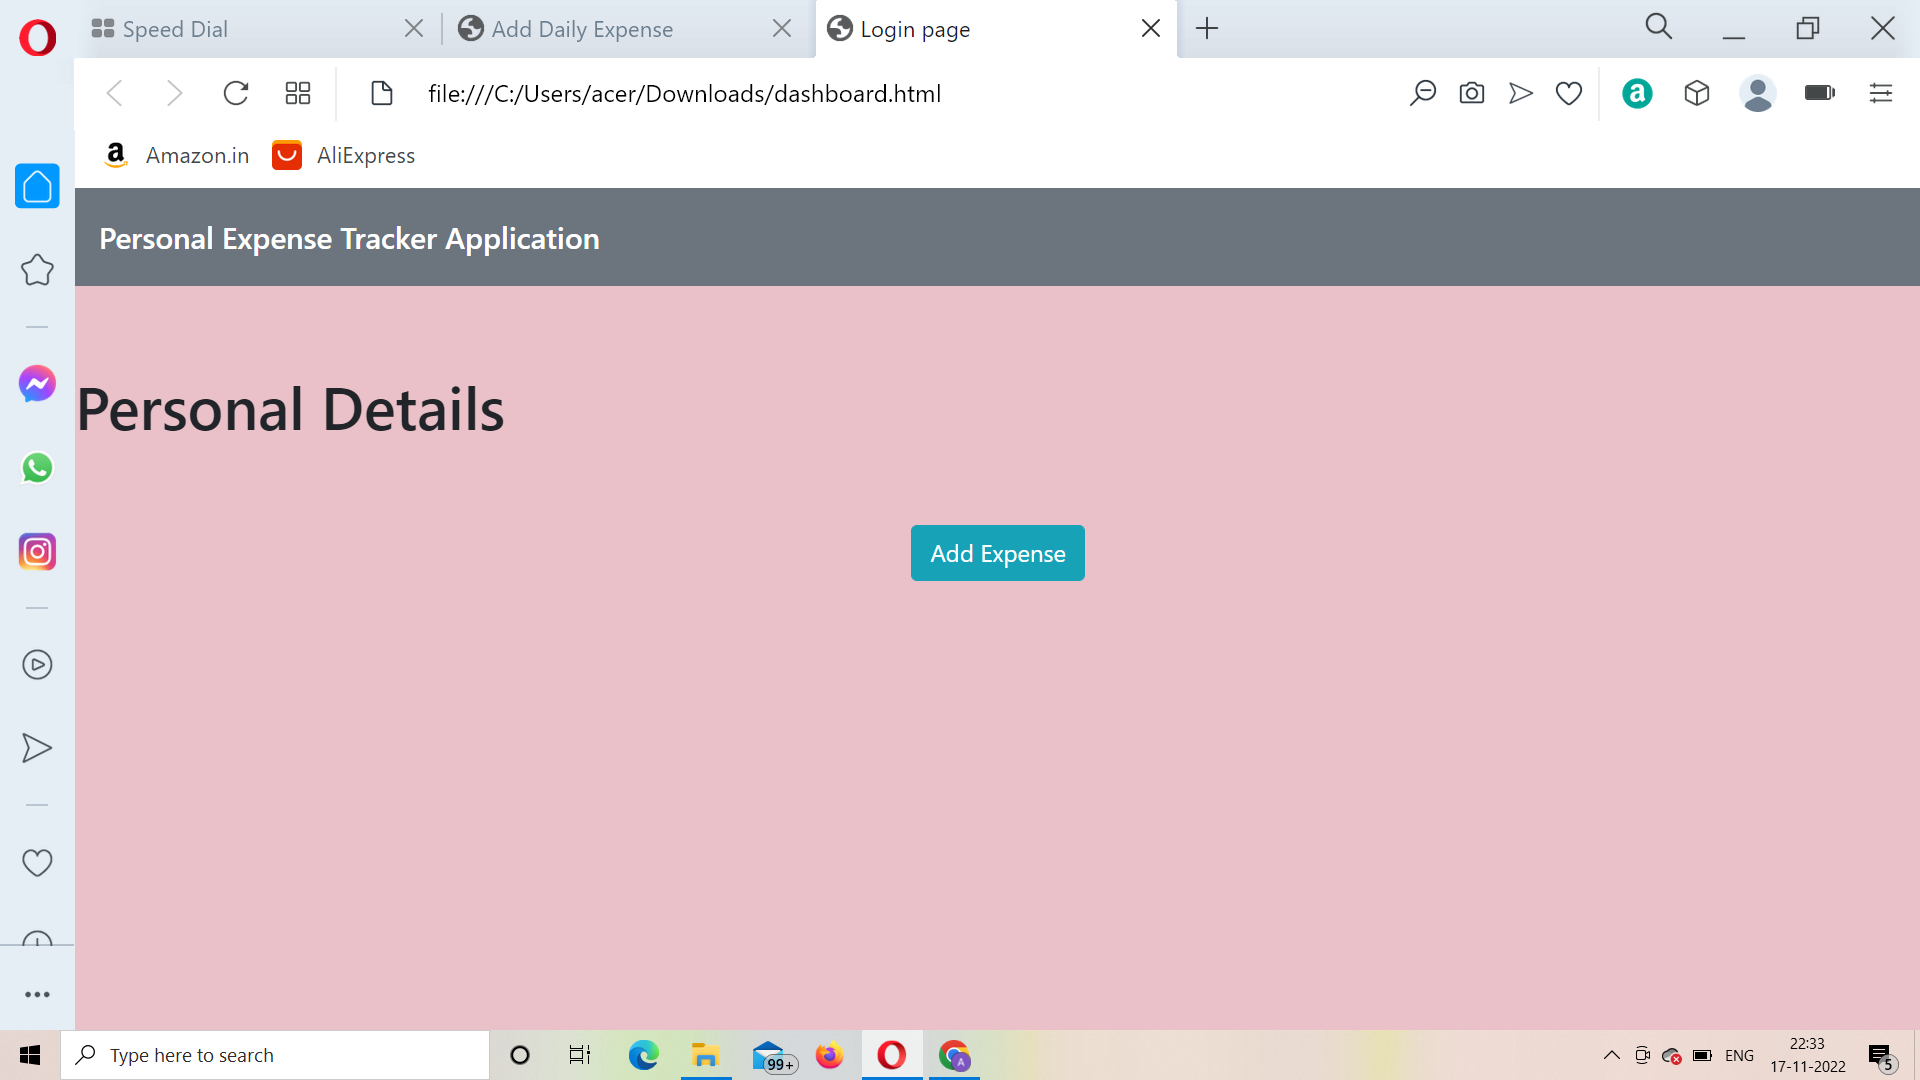 Speed Dial
Add Daily Expense
Login page
file:///C:/Users/acer/Downloads/dashboard.html
a
a
Amazon.in
AliExpress
Personal Expense Tracker Application
Personal Details
Add Expense
Type here to search
99+
A
ENG
22:33
17-11-2022
5